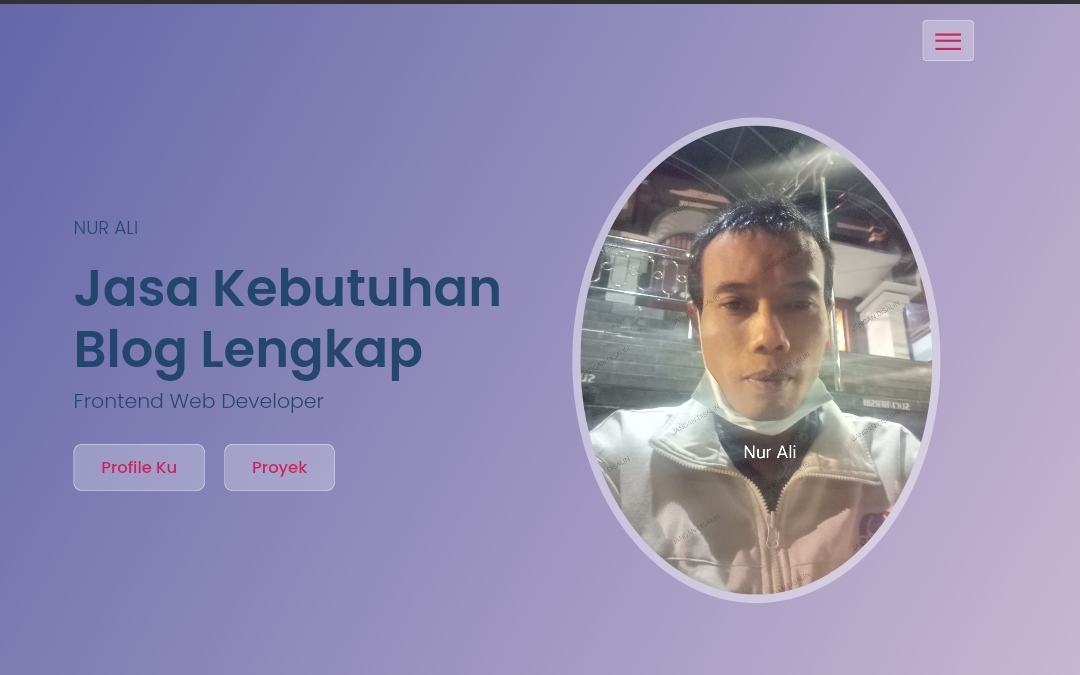 NUR ALI
Jasa Kebutuhan
Blog Lengkap
Frontend Web Developer
Profile Ku
Proyek
Nur Ali